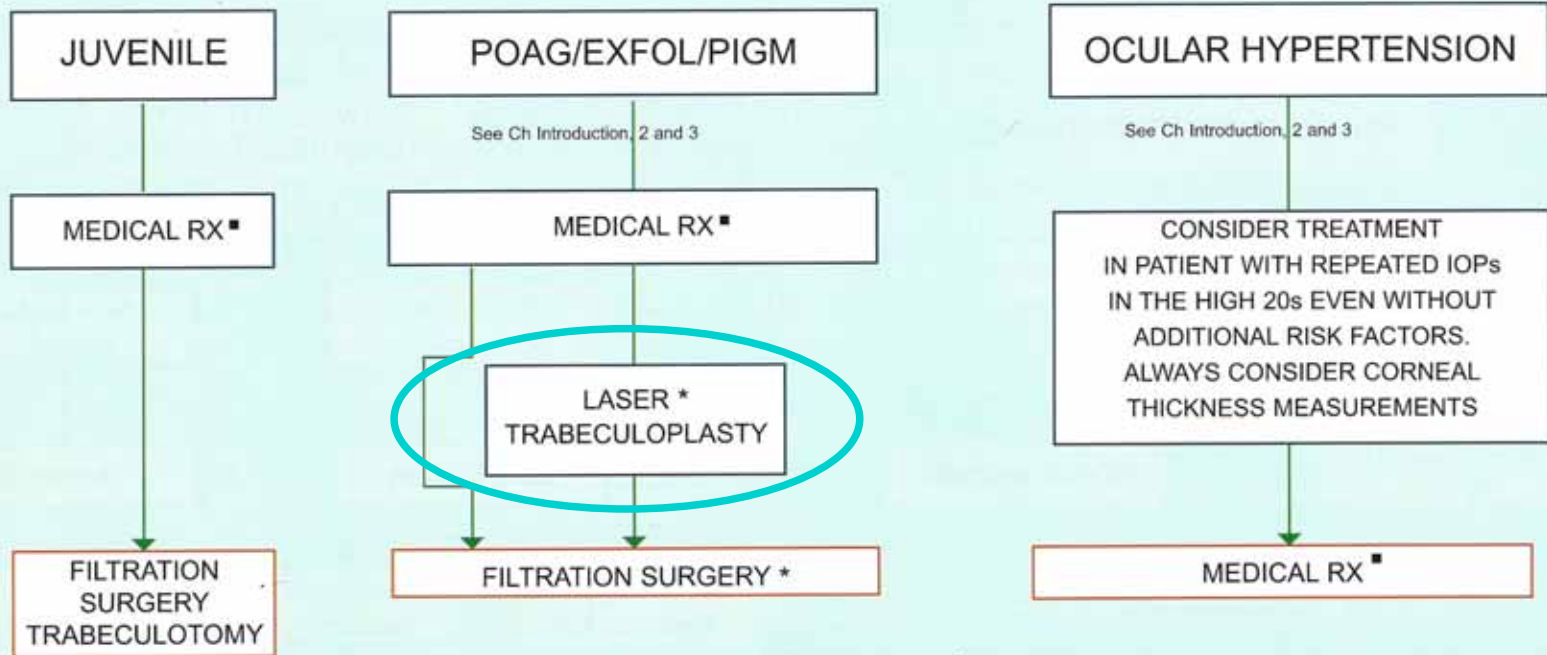 JUVENILE
MEDICAL RX ■
FILTRATION
SURGERY
TRABECULOTOMY
POAG/EXFOL/PIGM
See Ch Introduction, 2 and 3
MEDICAL RX ■
LASER *
TRABECULOPLASTY
FILTRATION SURGERY *
OCULAR HYPERTENSION
See Ch Introduction, 2 and 3
CONSIDER TREATMENT
IN PATIENT WITH REPEATED IOPs
IN THE HIGH 20s EVEN WITHOUT
ADDITIONAL RISK FACTORS.
ALWAYS CONSIDER CORNEAL
THICKNESS MEASUREMENTS
MEDICAL RX ■